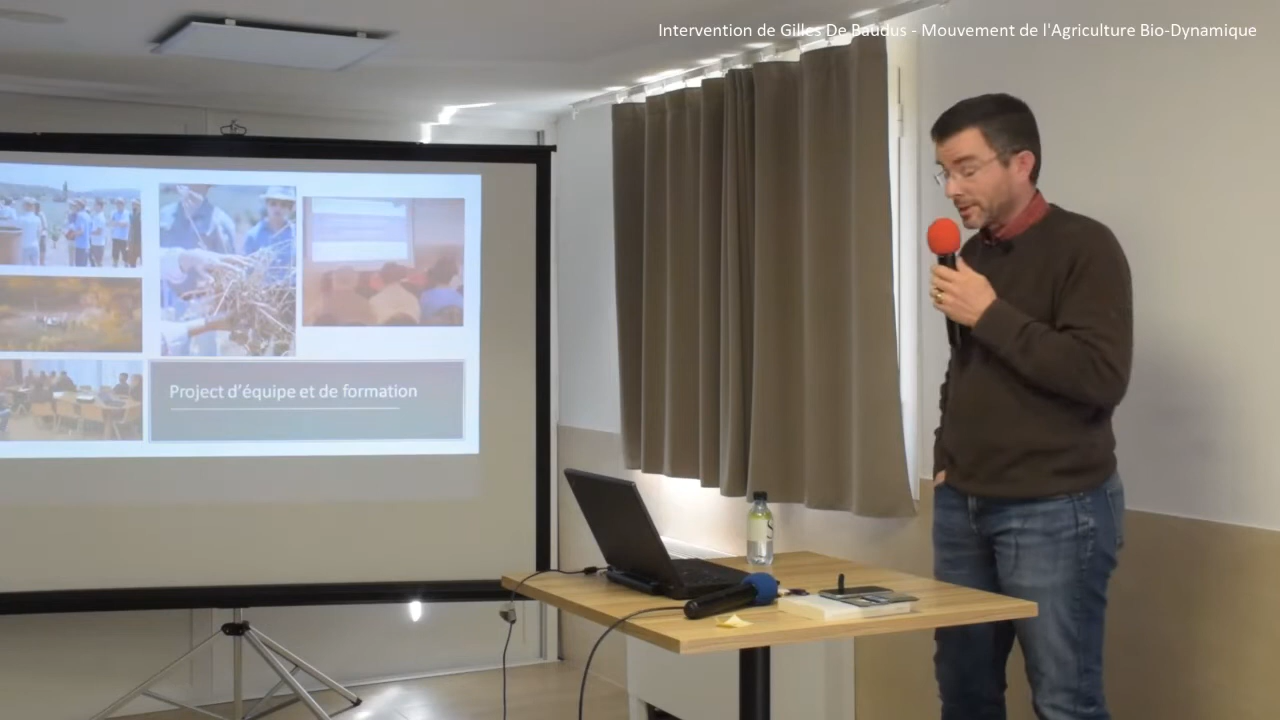 Intervention de Gilles De Baudus - Mouvement de l'Agriculture Bio-Dynamique
Project d'équipe et de formation